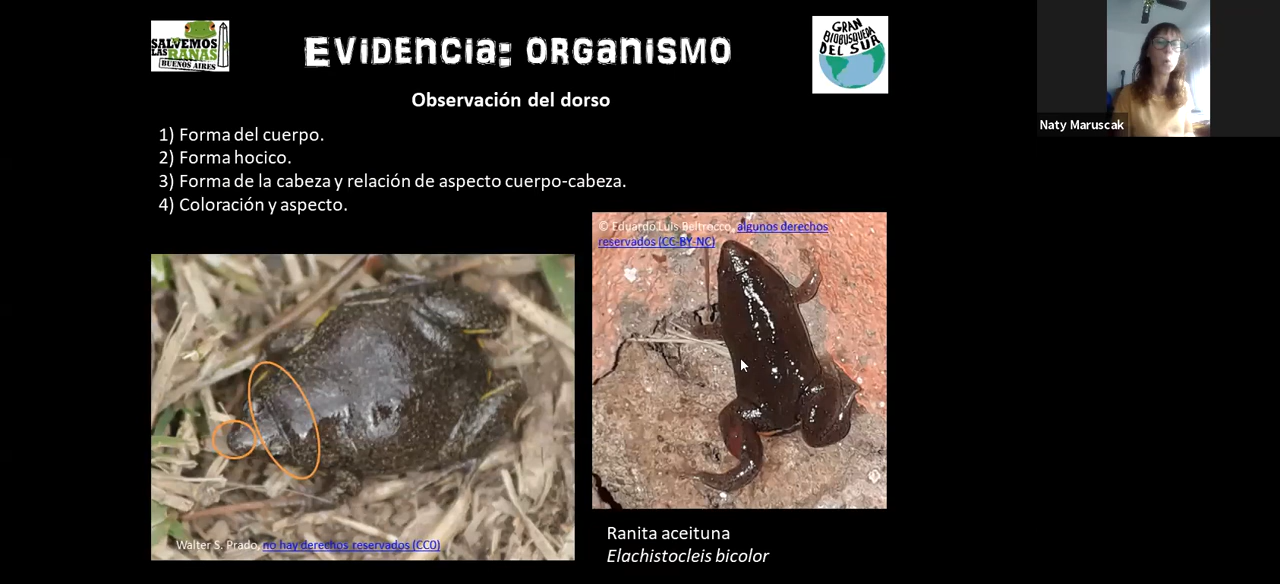 SALVEMOS
LAS RANAS
BUENOS AIRES
EVIDENCIA: ORGANISMO
GRAN
BIOBUSQUEDA
DEL SUR
Naty Maruscak
Observación del dorso
1) Forma del cuerpo.
2) Forma hocico.
3) Forma de la cabeza y relación de aspecto cuerpo-cabeza.
4) Coloración y aspecto.
© Eduardo Luis Beltrocco, algunos derechos
reservados (CC-BY-NC)
Walter S. Prado, no hay derechos reservados (CC0)
Ranita aceituna
Elachistocleis bicolor